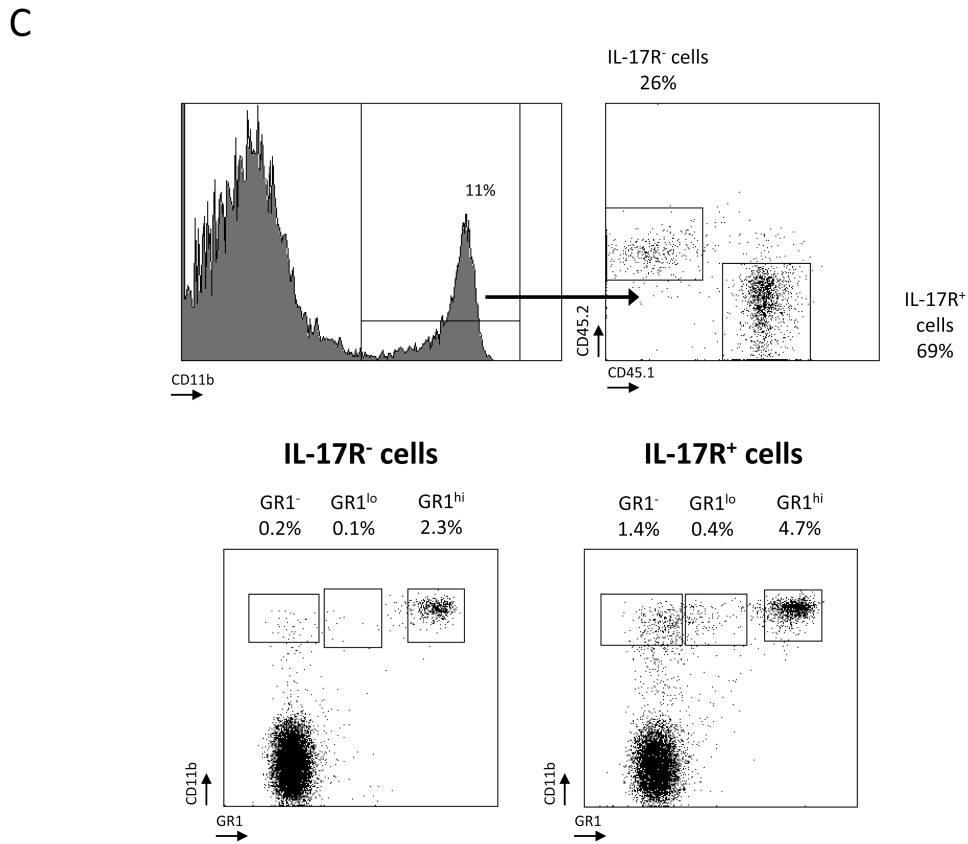 C
IL-17R⁻ cells
26%
11%
CD11b
CD45.2
CD45.1
IL-17R⁺
cells
69%
IL-17R⁻ cells
GR1⁻ GR1ˡᵒ GR1ʰⁱ
0.2% 0.1% 2.3%
CD11b
GR1
IL-17R⁺ cells
GR1⁻ GR1ˡᵒ GR1ʰⁱ
1.4% 0.4% 4.7%
CD11b
GR1